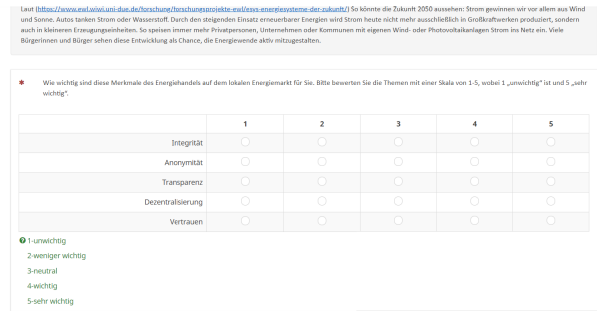 Laut (https://www.ewl.wiwi.uni-due.de/forschung/forschungsprojekte-ewl/esys-energiesysteme-der-zukunft/) So könnte die Zukunft 2050 aussehen: Strom gewinnen wir vor allem aus Wind
und Sonne. Autos tanken Strom oder Wasserstoff. Durch den steigenden Einsatz erneuerbarer Energien wird Strom heute nicht mehr ausschließlich in Großkraftwerken produziert, sondern
auch in kleineren Erzeugungseinheiten. So speisen immer mehr Privatpersonen, Unternehmen oder Kommunen mit eigenen Wind- oder Photovoltaikanlagen Strom ins Netz ein. Viele
Bürgerinnen und Bürger sehen diese Entwicklung als Chance, die Energiewende aktiv mitzugestalten.
* Wie wichtig sind diese Merkmale des Energiehandels auf dem lokalen Energiemarkt für Sie. Bitte bewerten Sie die Themen mit einer Skala von 1-5, wobei 1 „unwichtig" ist und 5 „sehr
wichtig".
1 2 3 4 5
Integrität
Anonymität
Transparenz
Dezentralisierung
Vertrauen
? 1-unwichtig
2-weniger wichtig
3-neutral
4-wichtig
5-sehr wichtig